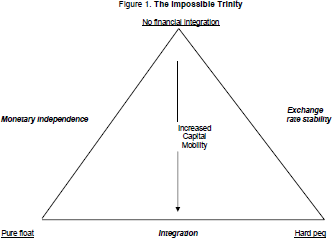 Figure 1. The Impossible Trinity
No financial integration
Monetary independence
Exchange
rate stability
Increased
Capital
Mobility
Pure float
Integration
Hard peg